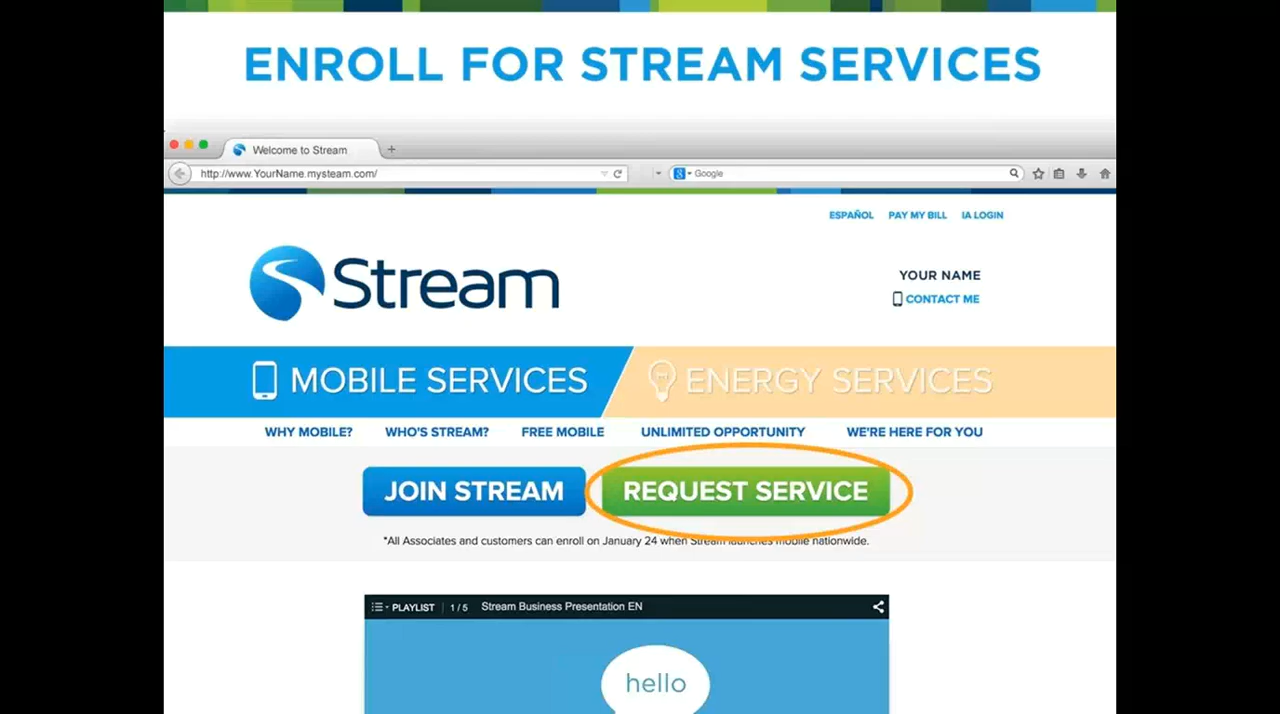 ENROLL FOR STREAM SERVICES
Welcome to Stream
http://www.YourName.mysteam.com/
Google
ESPAÑOL PAY MY BILL IA LOGIN
Stream
YOUR NAME
CONTACT ME
MOBILE SERVICES ENERGY SERVICES
WHY MOBILE? WHO'S STREAM? FREE MOBILE UNLIMITED OPPORTUNITY WE'RE HERE FOR YOU
JOIN STREAM REQUEST SERVICE
*All Associates and customers can enroll on January 24 when Stream launches mobile nationwide.
PLAYLIST 1/5 Stream Business Presentation EN
hello